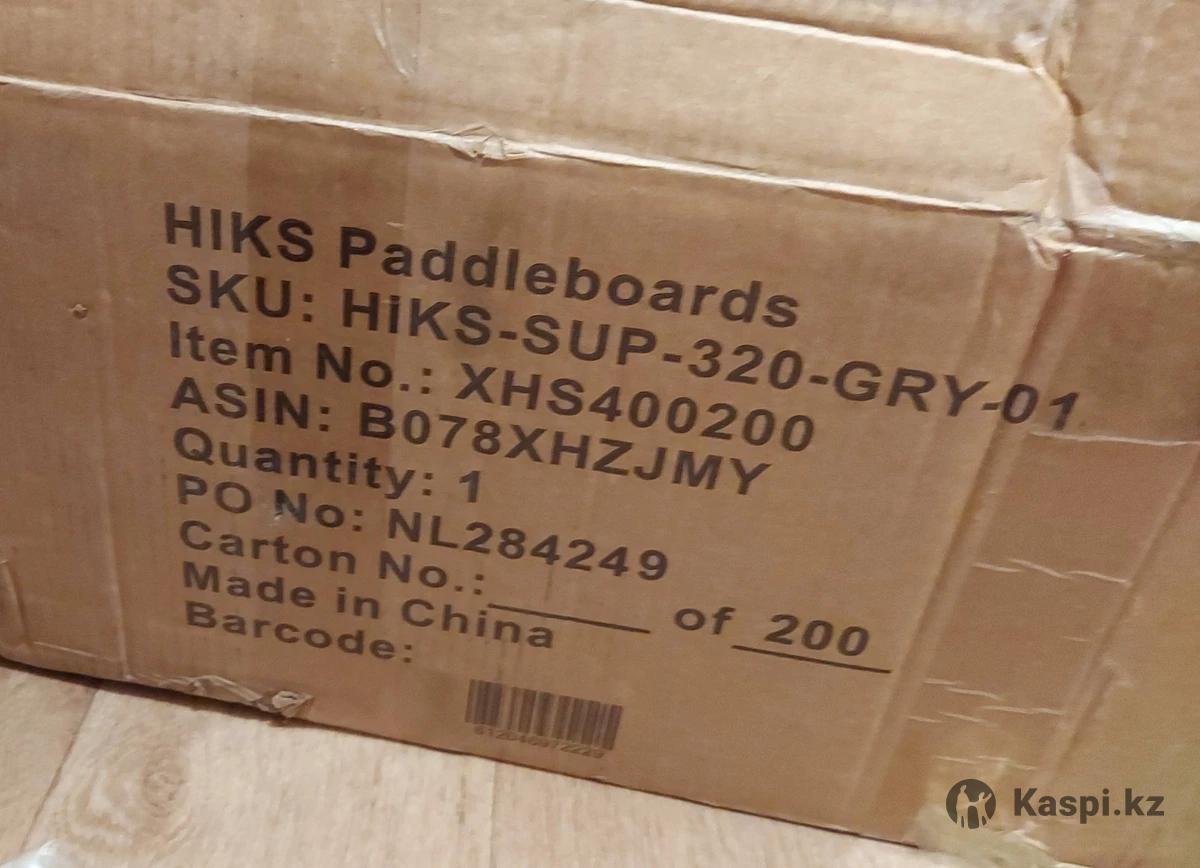 HIKS Paddleboards
SKU: HiKS-SUP-320-GRY-01
Item No.: XHS400200
ASIN: B078XHZJMY
Quantity: 1
PO No: NL284249
Carton No.:______ of 200
Made in China
Barcode:
Kaspi.kz